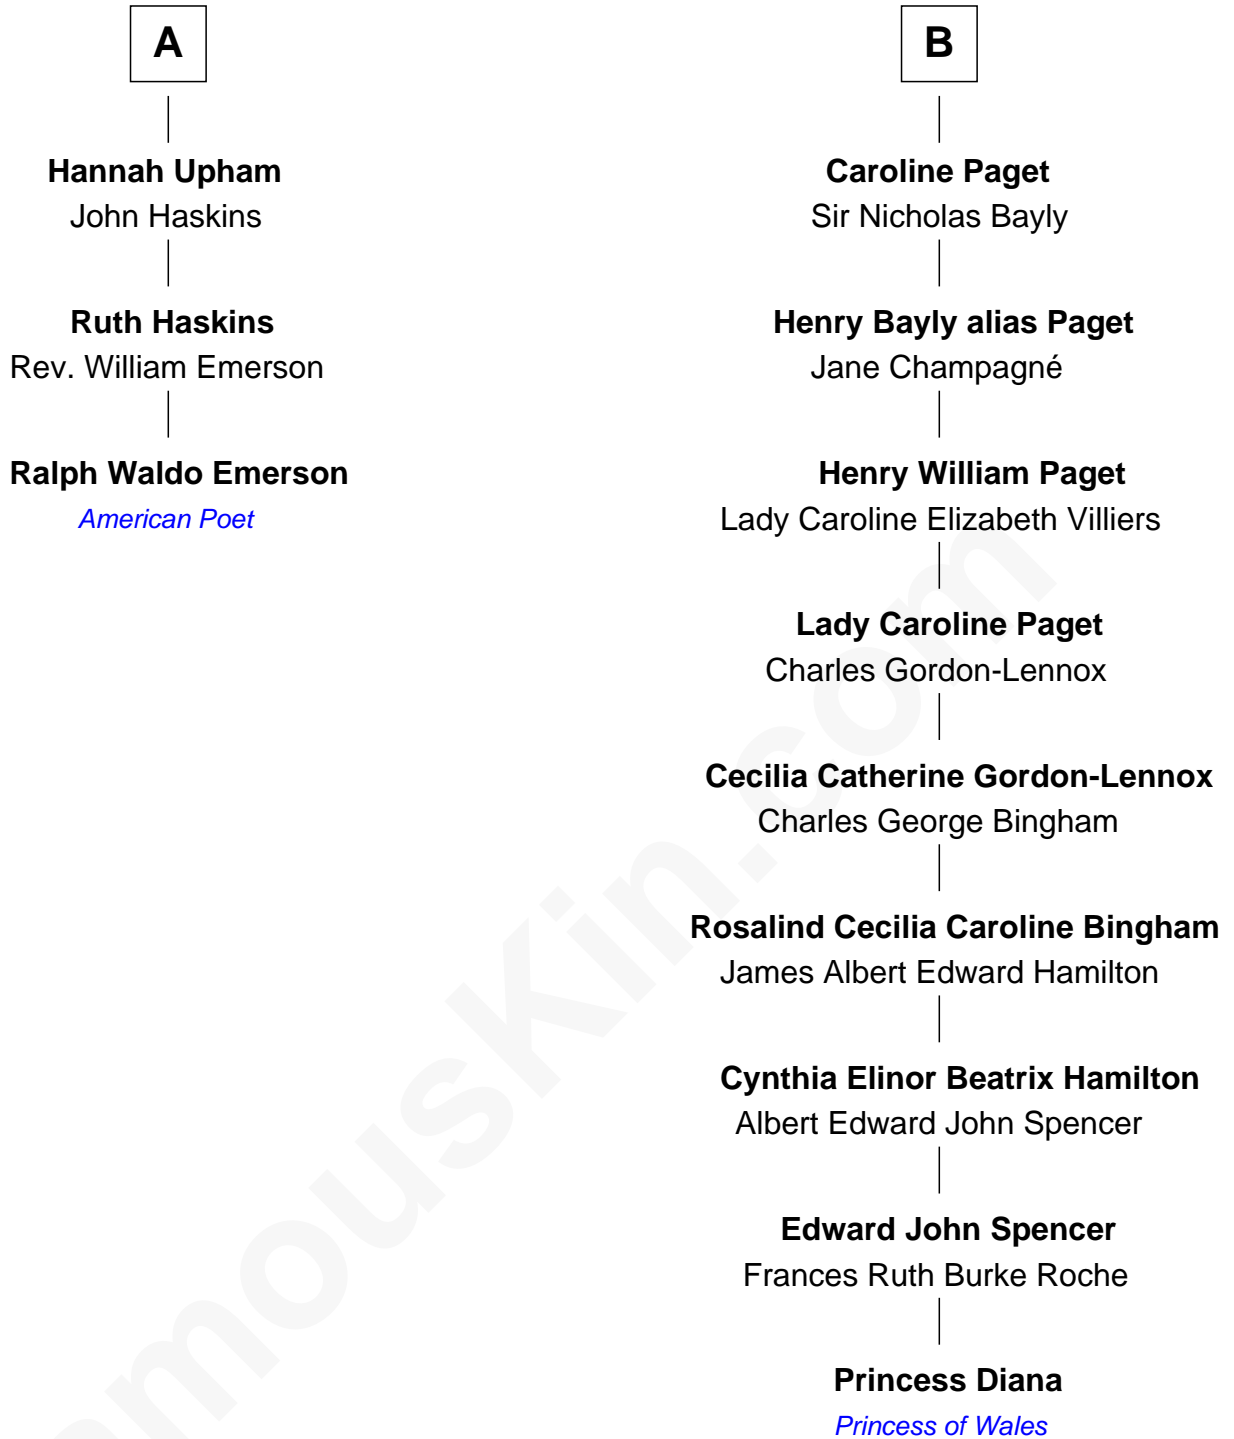 A
Hannah Upham
John Haskins
Ruth Haskins
Rev. William Emerson
Ralph Waldo Emerson
American Poet
B
Caroline Paget
Sir Nicholas Bayly
Henry Bayly alias Paget
Jane Champagné
Henry William Paget
Lady Caroline Elizabeth Villiers
Lady Caroline Paget
Charles Gordon-Lennox
Cecilia Catherine Gordon-Lennox
Charles George Bingham
Rosalind Cecilia Caroline Bingham
James Albert Edward Hamilton
Cynthia Elinor Beatrix Hamilton
Albert Edward John Spencer
Edward John Spencer
Frances Ruth Burke Roche
Princess Diana
Princess of Wales
amousKin.com